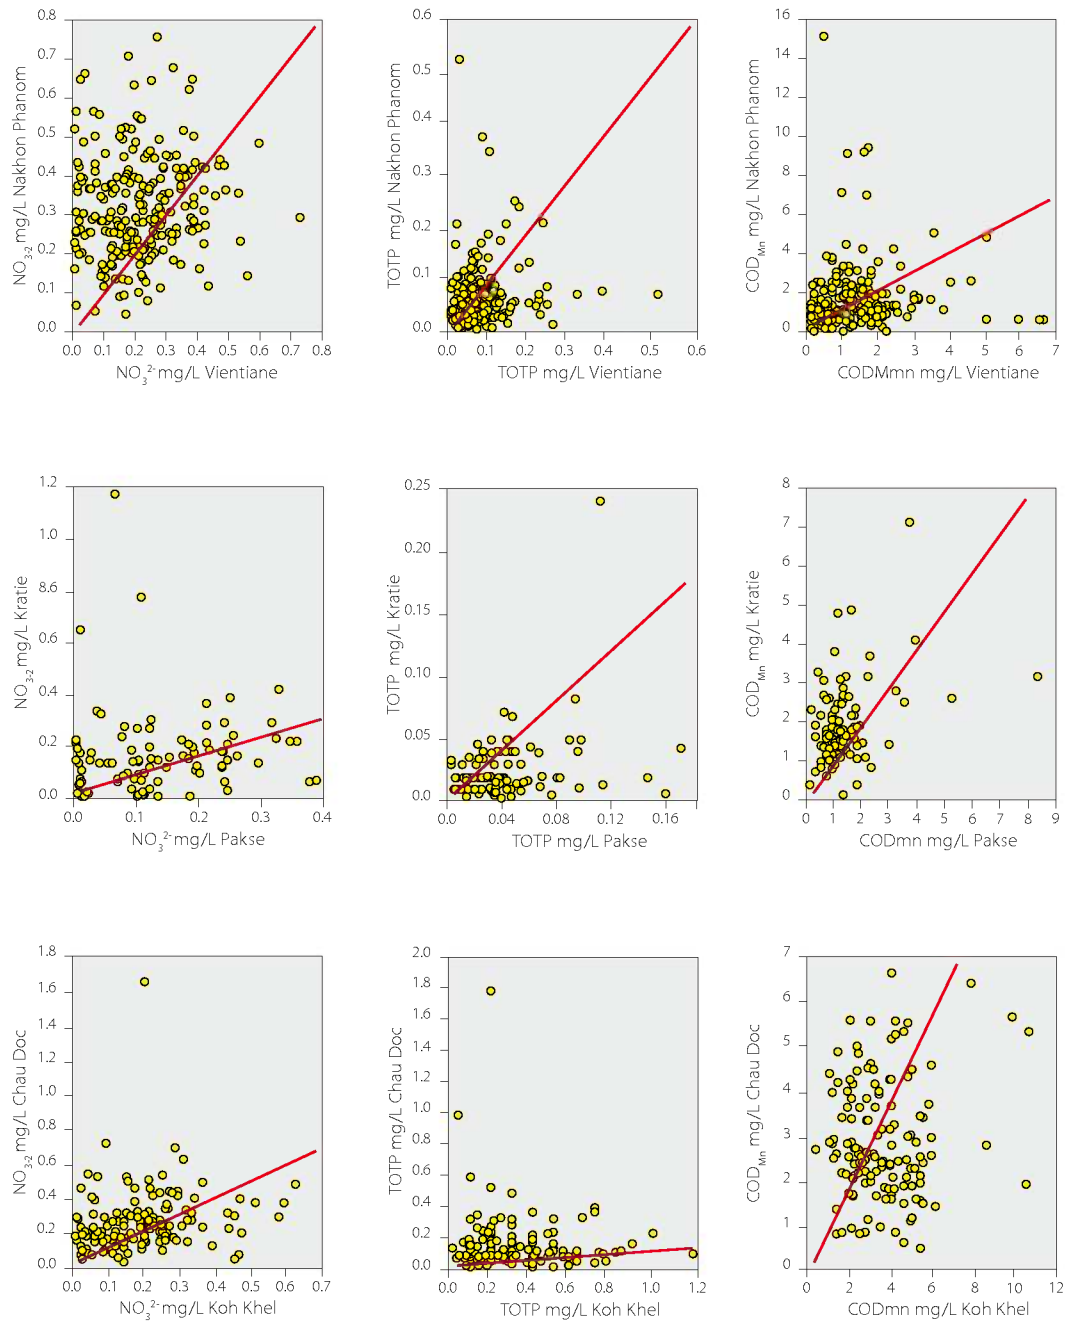 0.8
0.7
0.6
0.5
0.4
0.3
0.2
0.1
0.0
NO3-2 mg/L Nakhon Phanom
0.0 0.1 0.2 0.3 0.4 0.5 0.6 0.7 0.8
NO3 2- mg/L Vientiane
0.6
0.5
0.4
0.3
0.2
0.1
0.0
TOTP mg/L Nakhon Phanom
0.0 0.1 0.2 0.3 0.4 0.5 0.6
TOTP mg/L Vientiane
16
14
12
10
8
6
4
2
0
CODMn mg/L Nakhon Phanom
0 1 2 3 4 5 6 7
CODMmn mg/L Vientiane
1.2
1.0
8.6
0.6
0.4
0.2
0.0
NO3-2 mg/L Kratie
0.0 0.1 0.2 0.3 0.4
NO3 2- mg/L Pakse
0.25
0.20
0.15
0.10
0.05
0.0
TOTP mg/L Kratie
0.0 0.04 0.08 0.12 0.16
TOTP mg/L Pakse
8
7
6
5
4
3
2
1
0
CODMn mg/L Kratie
0 1 2 3 4 5 6 7 8 9
CODmn mg/L Pakse
1.8
1.6
1.4
1.2
1.0
0.8
0.6
0.4
0.2
0.0
NO3-2 mg/L Chau Doc
0.0 0.1 0.2 0.3 0.4 0.5 0.6 0.7
NO3 2- mg/L Koh Khel
2.0
1.8
1.6
1.4
1.2
1.0
0.8
0.6
0.4
0.2
0.0
TOTP mg/L Chau Doc
0.0 0.2 0.4 0.6 0.8 1.0 1.2
TOTP mg/L Koh Khel
7
6
5
4
3
2
1
0
CODMn mg/L Chau Doc
0 2 4 6 8 10 12
CODmn mg/L Koh Khel